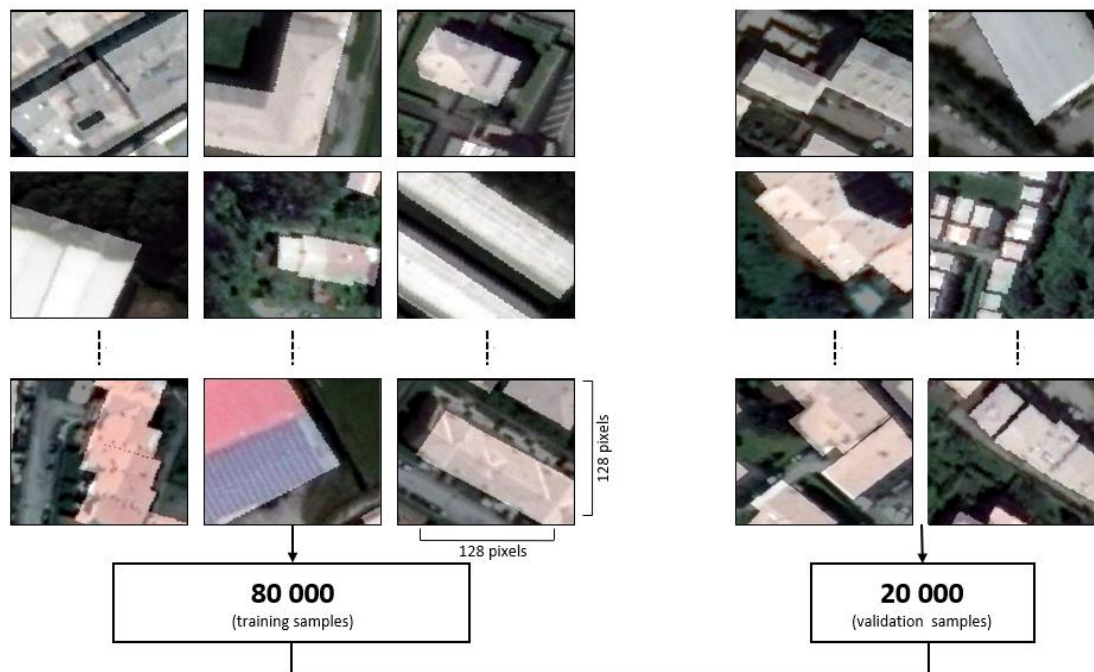 128 pixels
128 pixels
80 000
(training samples)
20 000
(validation samples)